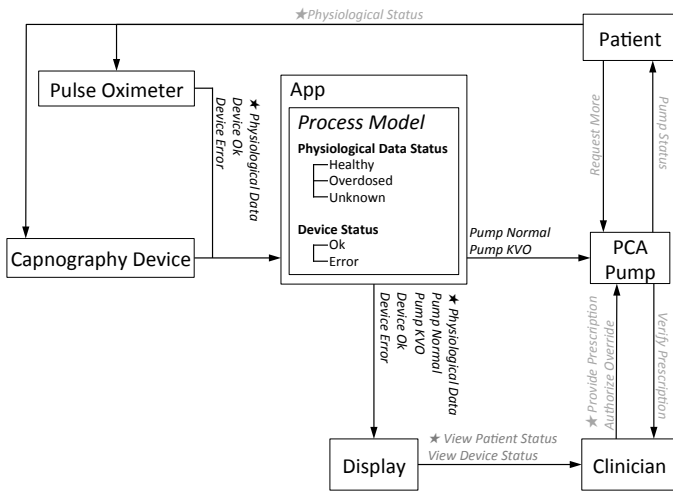 ★Physiological Status
Patient
Pulse Oximeter
★ Physiological Data
Device Ok
Device Error
App
Process Model
Physiological Data Status
Healthy
Overdosed
Unknown
Device Status
Ok
Error
Request More
Pump Status
Capnography Device
Pump Normal
Pump KVO
PCA
Pump
★ Physiological Data
Pump Normal
Pump KVO
Device Ok
Device Error
★ Provide Prescription
Authorize Override
Verify Prescription
Display
★ View Patient Status
View Device Status
Clinician